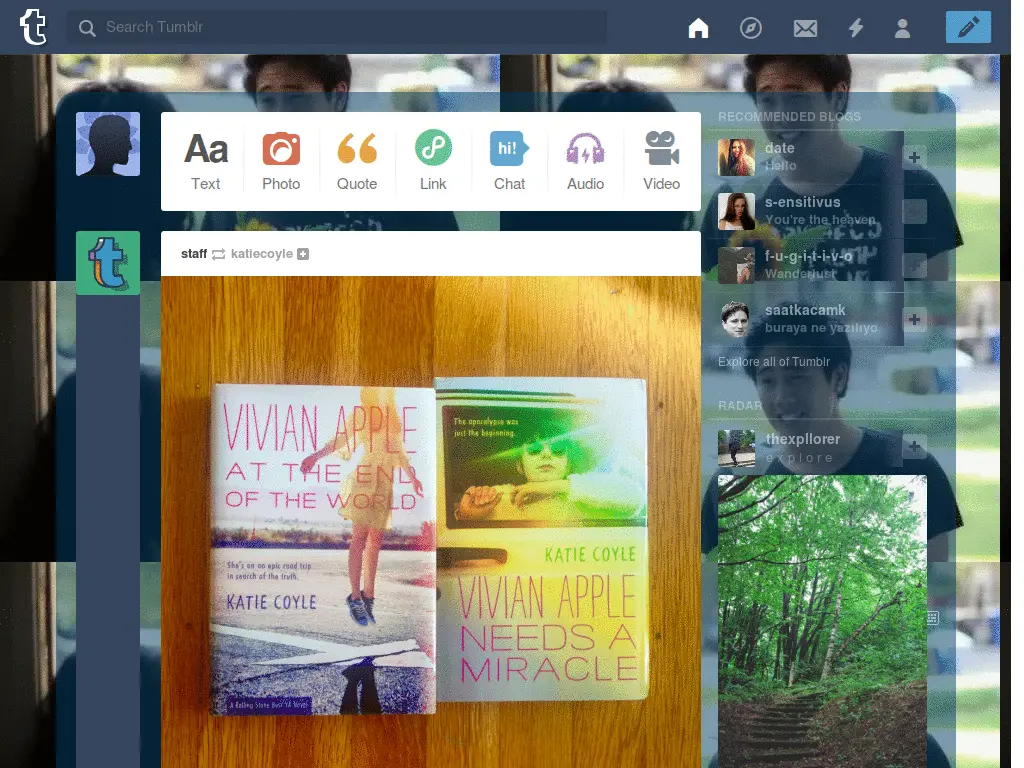 Search Tumblr
Aa
hi!
Text
Photo
Quote
Link
Chat
Audio
Video
staff katiecoyle
VIVIAN APPLE
AT THE END
OF THE WORLD
She's on an epic road trip
in search of the truth.
KATIE COYLE
A Rolling Stone Best YA Novel
The apocalypse was
just the beginning.
KATIE COYLE
VIVIAN APPLE
NEEDS A
MIRACLE
RECOMMENDED BLOGS
date
Hello
s-ensitivus
You're the heaven
f-u-g-i-t-i-v-o
Wanderlust
saatkacamk
buraya ne yazılıyo
Explore all of Tumblr
RADAR
thexpllorer
e x p l o r e